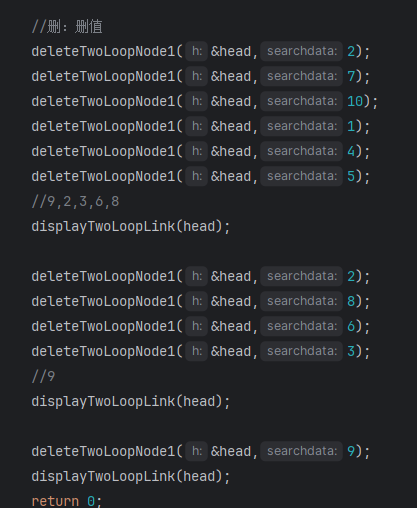 //删：删值
deleteTwoLoopNode1( h: &head, searchdata: 2);
deleteTwoLoopNode1( h: &head, searchdata: 7);
deleteTwoLoopNode1( h: &head, searchdata: 10);
deleteTwoLoopNode1( h: &head, searchdata: 1);
deleteTwoLoopNode1( h: &head, searchdata: 4);
deleteTwoLoopNode1( h: &head, searchdata: 5);
//9,2,3,6,8
displayTwoLoopLink(head);
deleteTwoLoopNode1( h: &head, searchdata: 2);
deleteTwoLoopNode1( h: &head, searchdata: 8);
deleteTwoLoopNode1( h: &head, searchdata: 6);
deleteTwoLoopNode1( h: &head, searchdata: 3);
//9
displayTwoLoopLink(head);
deleteTwoLoopNode1( h: &head, searchdata: 9);
displayTwoLoopLink(head);
return 0;